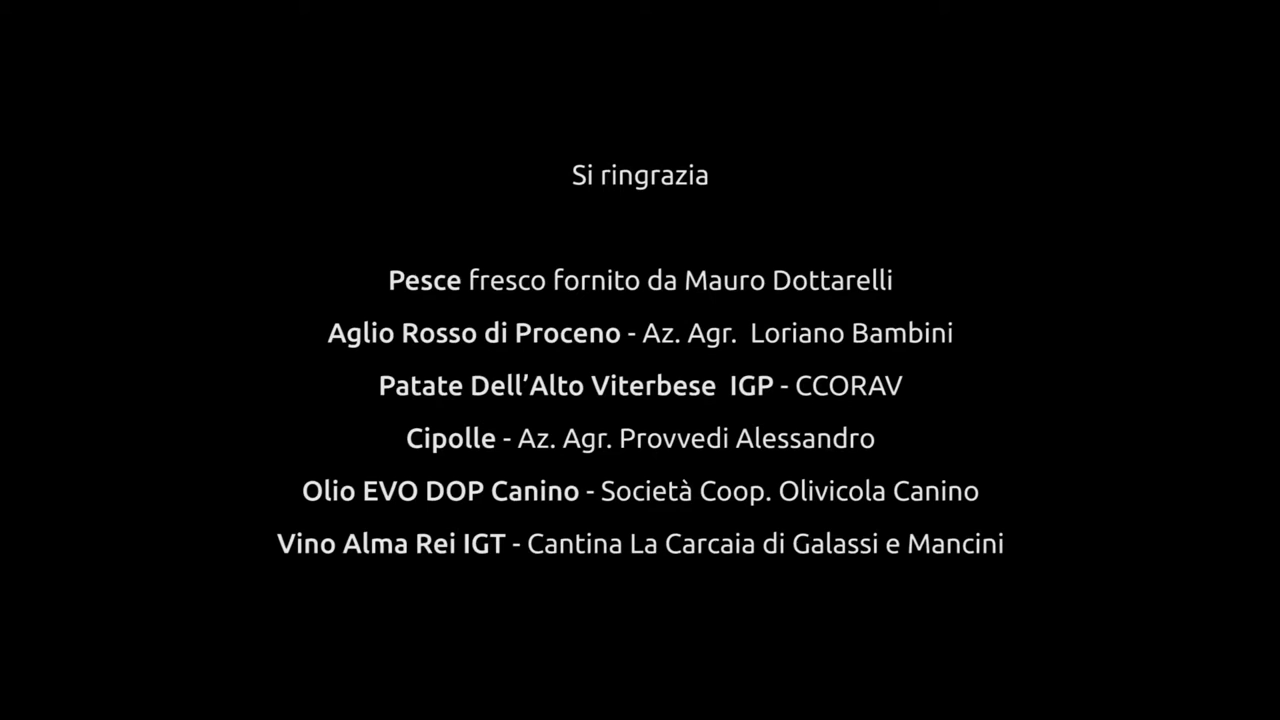 Si ringrazia
Pesce fresco fornito da Mauro Dottarelli
Aglio Rosso di Proceno - Az. Agr.  Loriano Bambini
Patate Dell’Alto Viterbese  IGP - CCORAV
Cipolle - Az. Agr. Provvedi Alessandro
Olio EVO DOP Canino - Società Coop. Olivicola Canino
Vino Alma Rei IGT - Cantina La Carcaia di Galassi e Mancini